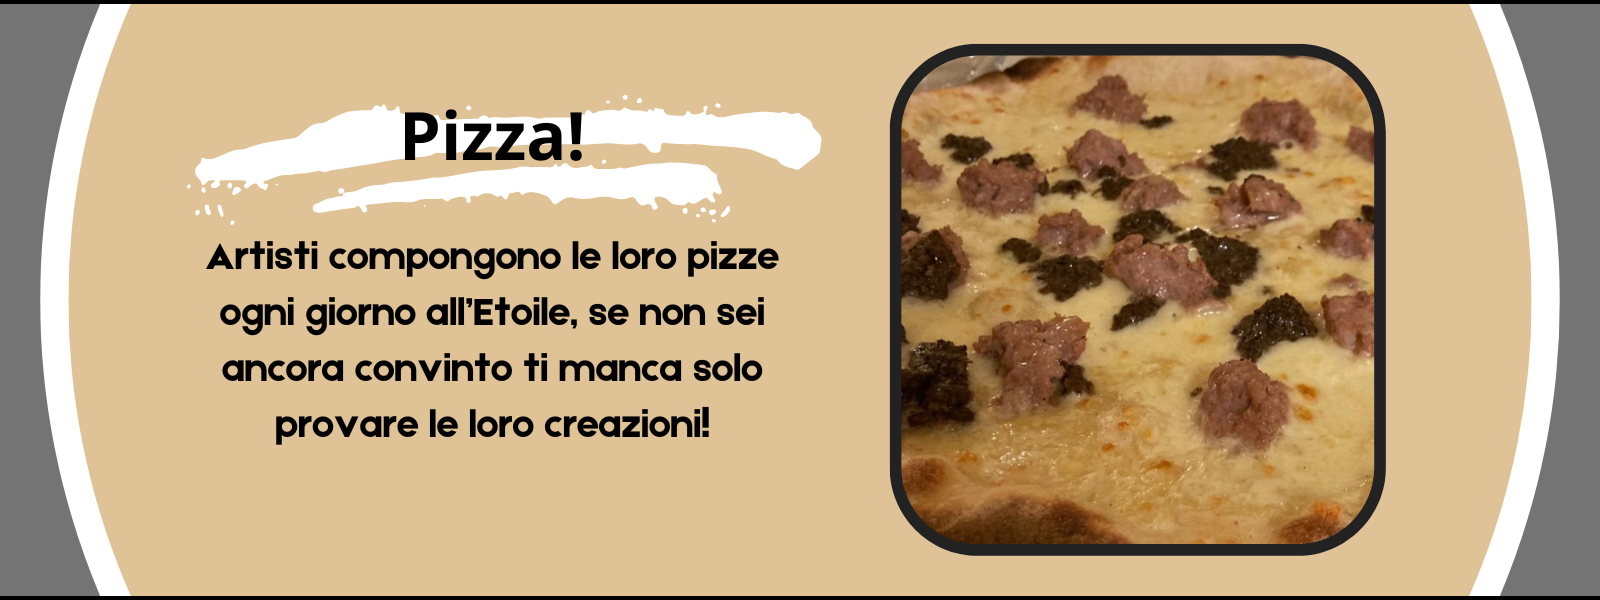 Pizza!
Artisti compongono le loro pizze
ogni giorno all'Etoile, se non sei
ancora convinto ti manca solo
provare le loro creazioni!